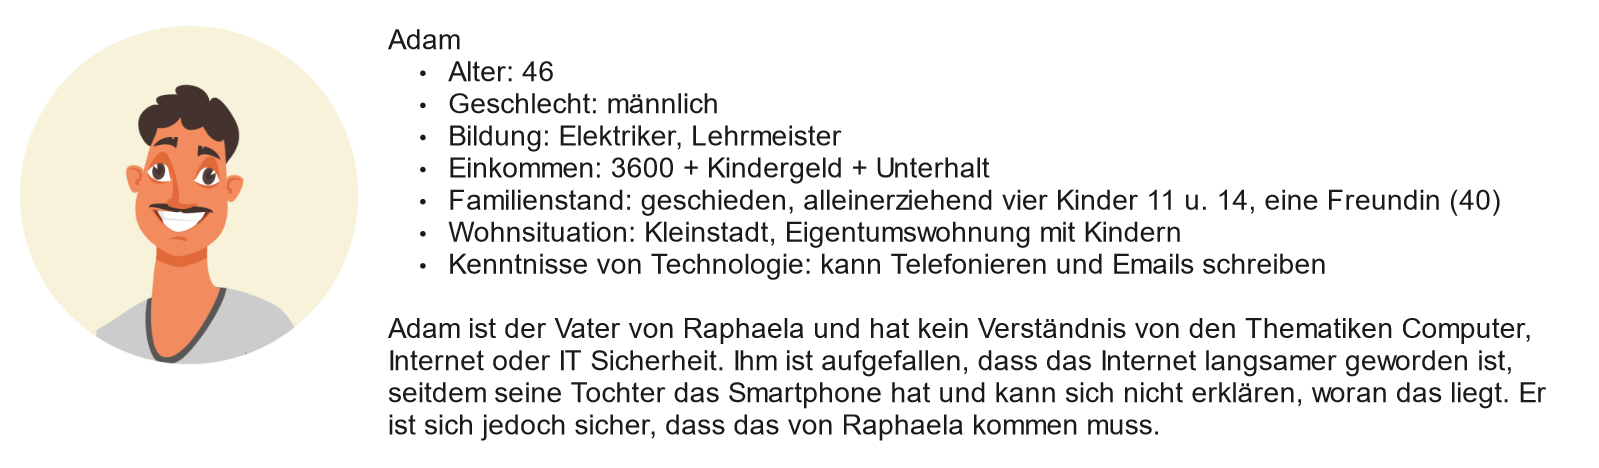 Adam
• Alter: 46
• Geschlecht: männlich
• Bildung: Elektriker, Lehrmeister
• Einkommen: 3600 + Kindergeld + Unterhalt
• Familienstand: geschieden, alleinerziehend vier Kinder 11 u. 14, eine Freundin (40)
• Wohnsituation: Kleinstadt, Eigentumswohnung mit Kindern
• Kenntnisse von Technologie: kann Telefonieren und Emails schreiben
Adam ist der Vater von Raphaela und hat kein Verständnis von den Thematiken Computer,
Internet oder IT Sicherheit. Ihm ist aufgefallen, dass das Internet langsamer geworden ist,
seitdem seine Tochter das Smartphone hat und kann sich nicht erklären, woran das liegt. Er
ist sich jedoch sicher, dass das von Raphaela kommen muss.